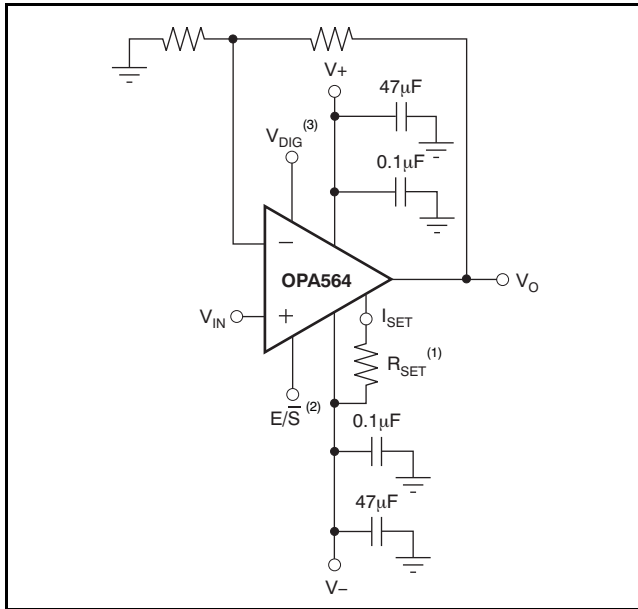 V+
47μF
V_DIG (3)
0.1μF
−
OPA564
V_O
V_IN
+
I_SET
R_SET (1)
E/S̅ (2)
0.1μF
47μF
V−